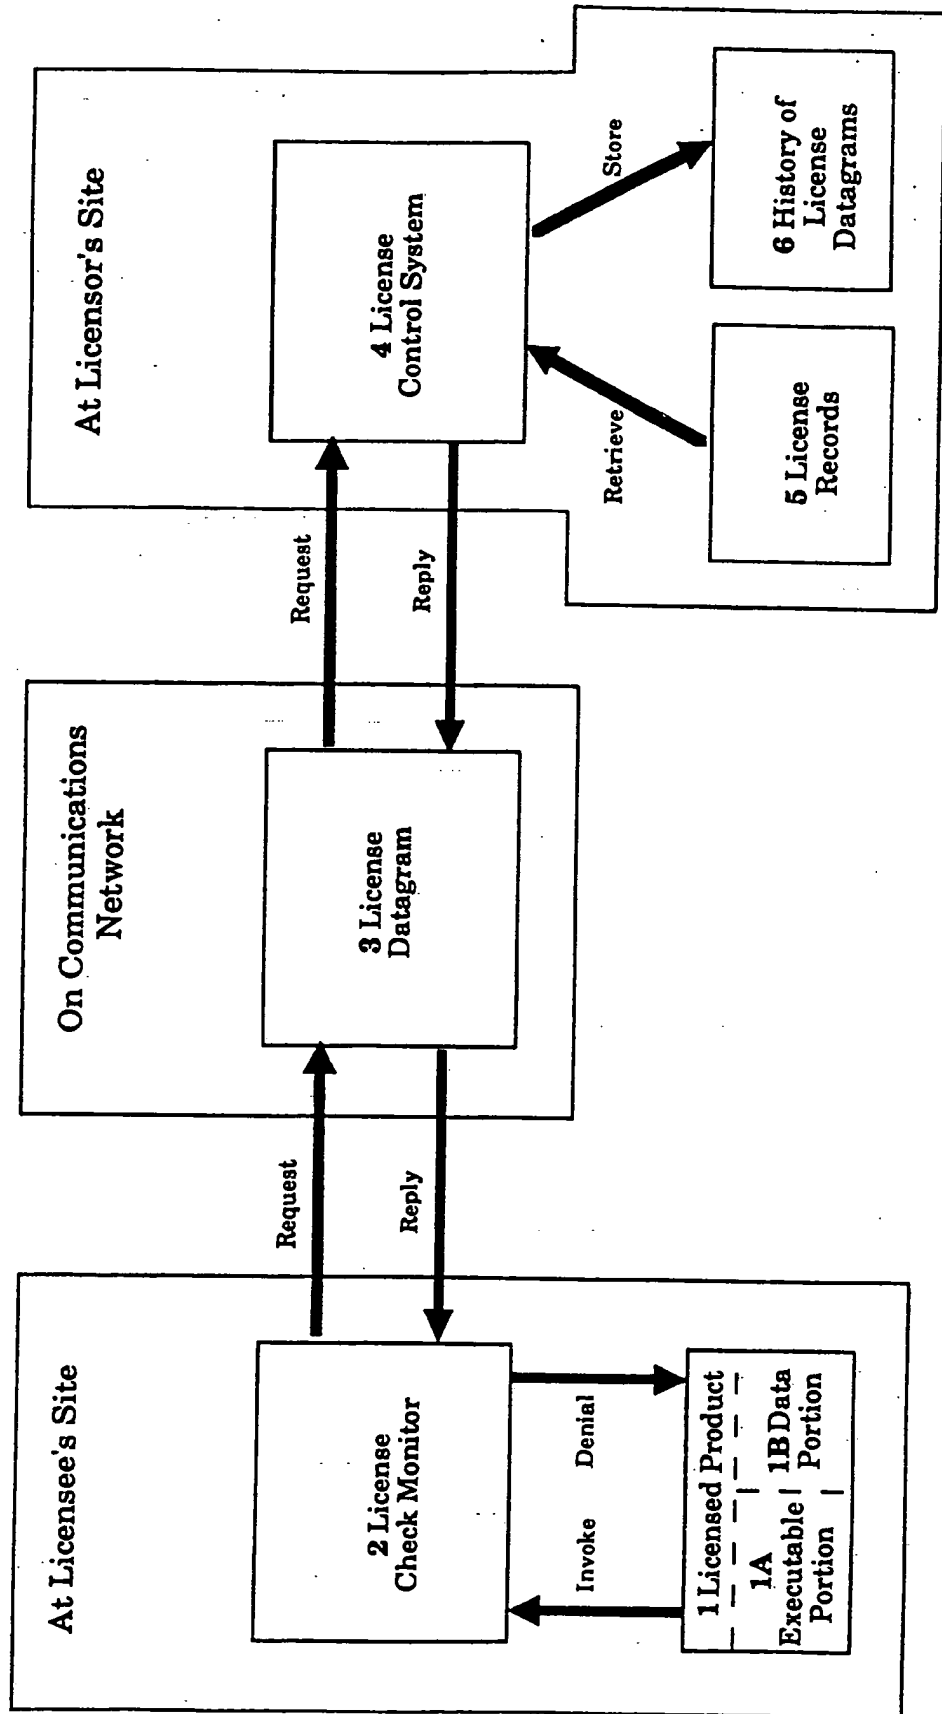 At Licensee's Site
2 License
Check Monitor
Invoke
Denial
1 Licensed Product
1A
Executable
Portion
1B Data
Portion
Request
Reply
On Communications
Network
3 License
Datagram
Request
Reply
At Licensor's Site
4 License
Control System
Retrieve
Store
5 License
Records
6 History of
License
Datagrams